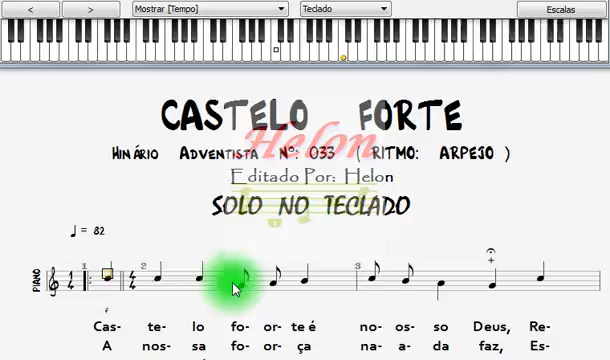 < > Mostrar [Tempo] Teclado Escalas
CASTELO FORTE
Helon
HINÁRIO ADVENTISTA Nº: 033 ( RITMO: ARPEJO )
Editado Por: Helon
SOLO NO TECLADO
= 82
1 2 3
PIANO
Cas- te- lo fo- or- te é no- os- so Deus, Re-
A nos- sa fo- or- ça na- a- da faz, Es-